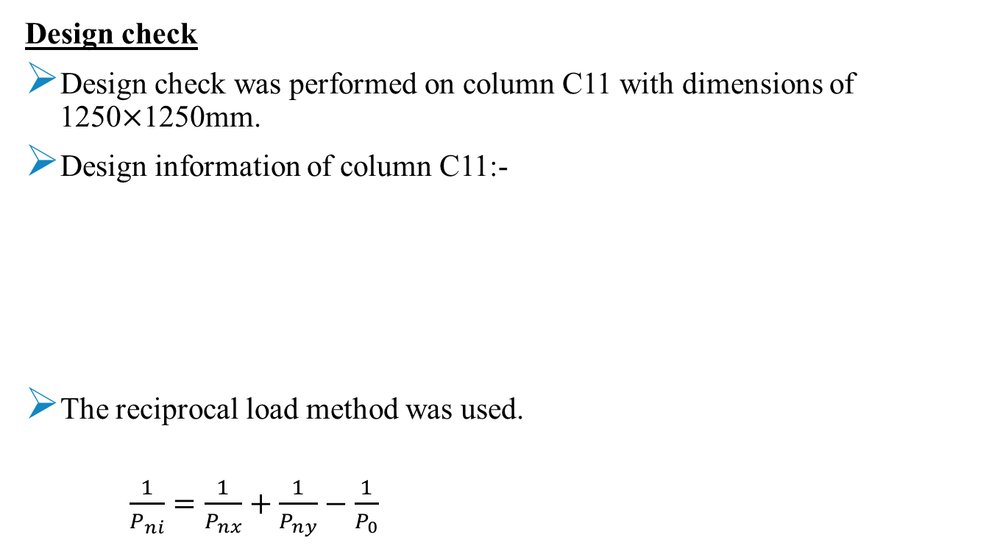 Design check
Design check was performed on column C11 with dimensions of
1250×1250mm.
Design information of column C11:-
The reciprocal load method was used.
1/P_ni = 1/P_nx + 1/P_ny − 1/P_0